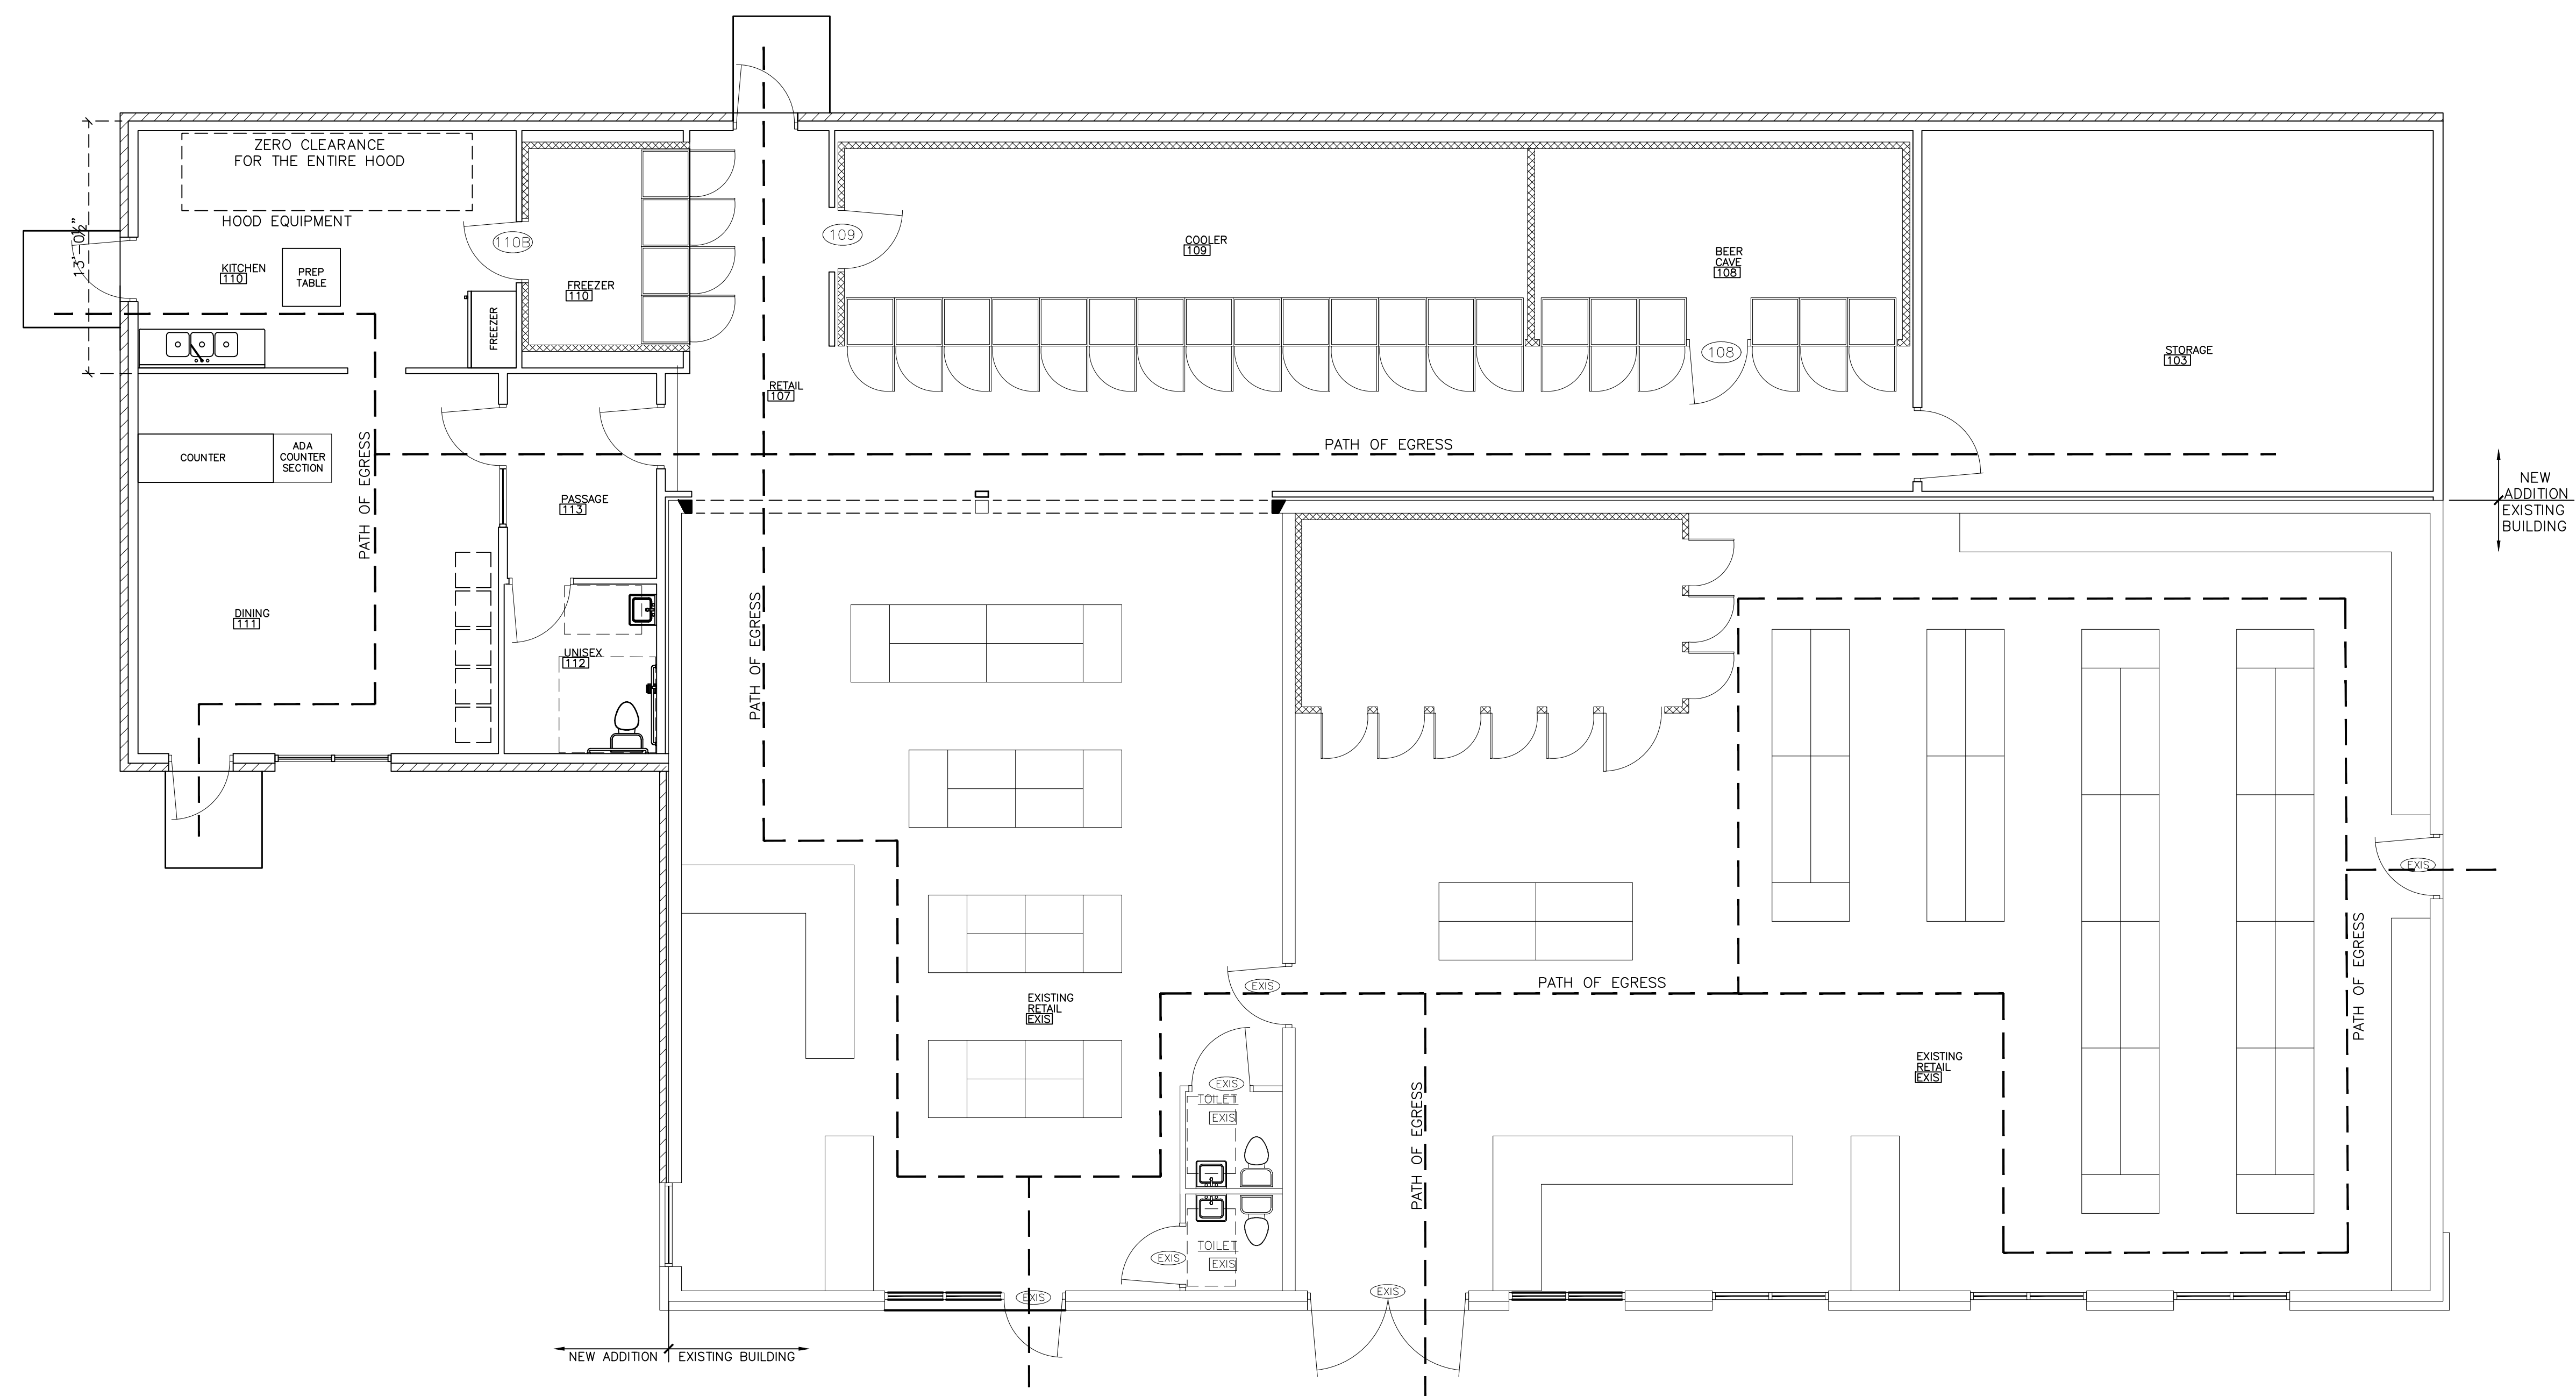 ZERO CLEARANCE
FOR THE ENTIRE HOOD
HOOD EQUIPMENT
13'-0½"
KITCHEN
110
PREP
TABLE
110B
FREEZER
110
FREEZER
109
COOLER
109
BEER
CAVE
108
108
STORAGE
103
RETAIL
107
PATH OF EGRESS
COUNTER
ADA
COUNTER
SECTION
PATH OF EGRESS
PASSAGE
113
NEW
ADDITION
EXISTING
BUILDING
DINING
111
UNISEX
112
PATH OF EGRESS
EXIS
PATH OF EGRESS
PATH OF EGRESS
EXIS
EXISTING
RETAIL
EXIS
EXISTING
RETAIL
EXIS
EXIS
TOILET
EXIS
PATH OF EGRESS
TOILET
EXIS
EXIS
EXIS
EXIS
NEW ADDITION
EXISTING BUILDING